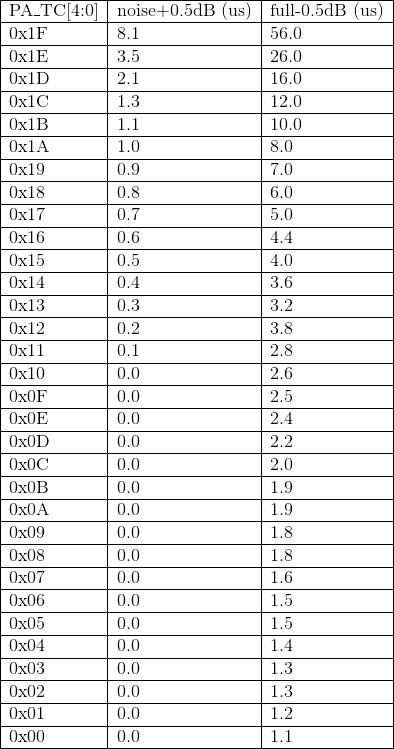 PA_TC[4:0] noise+0.5dB (us) full-0.5dB (us)
0x1F 8.1 56.0
0x1E 3.5 26.0
0x1D 2.1 16.0
0x1C 1.3 12.0
0x1B 1.1 10.0
0x1A 1.0 8.0
0x19 0.9 7.0
0x18 0.8 6.0
0x17 0.7 5.0
0x16 0.6 4.4
0x15 0.5 4.0
0x14 0.4 3.6
0x13 0.3 3.2
0x12 0.2 3.8
0x11 0.1 2.8
0x10 0.0 2.6
0x0F 0.0 2.5
0x0E 0.0 2.4
0x0D 0.0 2.2
0x0C 0.0 2.0
0x0B 0.0 1.9
0x0A 0.0 1.9
0x09 0.0 1.8
0x08 0.0 1.8
0x07 0.0 1.6
0x06 0.0 1.5
0x05 0.0 1.5
0x04 0.0 1.4
0x03 0.0 1.3
0x02 0.0 1.3
0x01 0.0 1.2
0x00 0.0 1.1